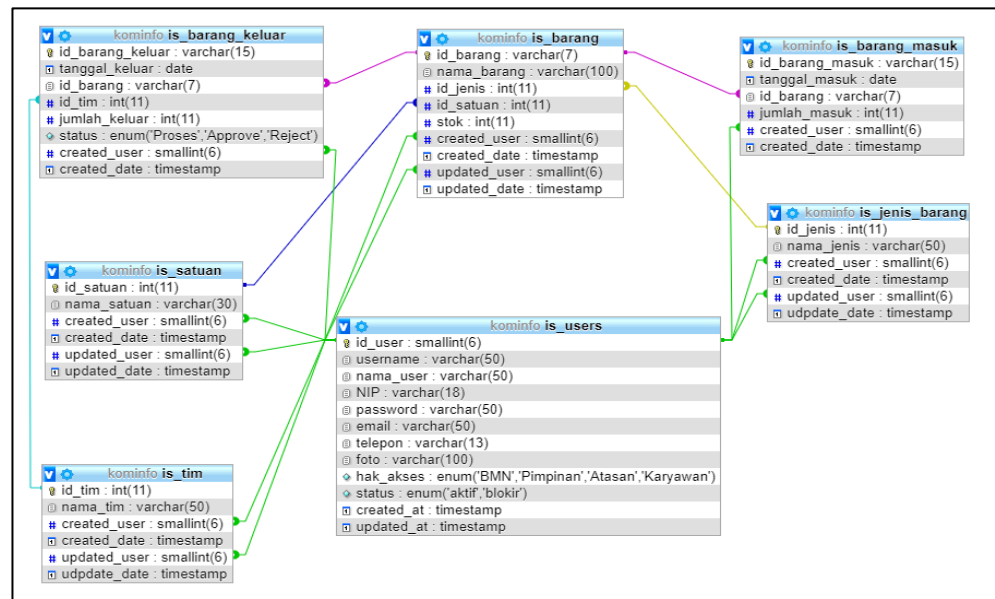 kominfo is_barang_keluar
id_barang_keluar : varchar(15)
tanggal_keluar : date
id_barang : varchar(7)
id_tim : int(11)
jumlah_keluar : int(11)
status : enum('Proses','Approve','Reject')
created_user : smallint(6)
created_date : timestamp
kominfo is_barang
id_barang : varchar(7)
nama_barang : varchar(100)
id_jenis : int(11)
id_satuan : int(11)
stok : int(11)
created_user : smallint(6)
created_date : timestamp
updated_user : smallint(6)
updated_date : timestamp
kominfo is_barang_masuk
id_barang_masuk : varchar(15)
tanggal_masuk : date
id_barang : varchar(7)
jumlah_masuk : int(11)
created_user : smallint(6)
created_date : timestamp
kominfo is_jenis_barang
id_jenis : int(11)
nama_jenis : varchar(50)
created_user : smallint(6)
created_date : timestamp
updated_user : smallint(6)
udpdate_date : timestamp
kominfo is_satuan
id_satuan : int(11)
nama_satuan : varchar(30)
created_user : smallint(6)
created_date : timestamp
updated_user : smallint(6)
updated_date : timestamp
kominfo is_users
id_user : smallint(6)
username : varchar(50)
nama_user : varchar(50)
NIP : varchar(18)
password : varchar(50)
email : varchar(50)
telepon : varchar(13)
foto : varchar(100)
hak_akses : enum('BMN','Pimpinan','Atasan','Karyawan')
status : enum('aktif','blokir')
created_at : timestamp
updated_at : timestamp
kominfo is_tim
id_tim : int(11)
nama_tim : varchar(50)
created_user : smallint(6)
created_date : timestamp
updated_user : smallint(6)
udpdate_date : timestamp